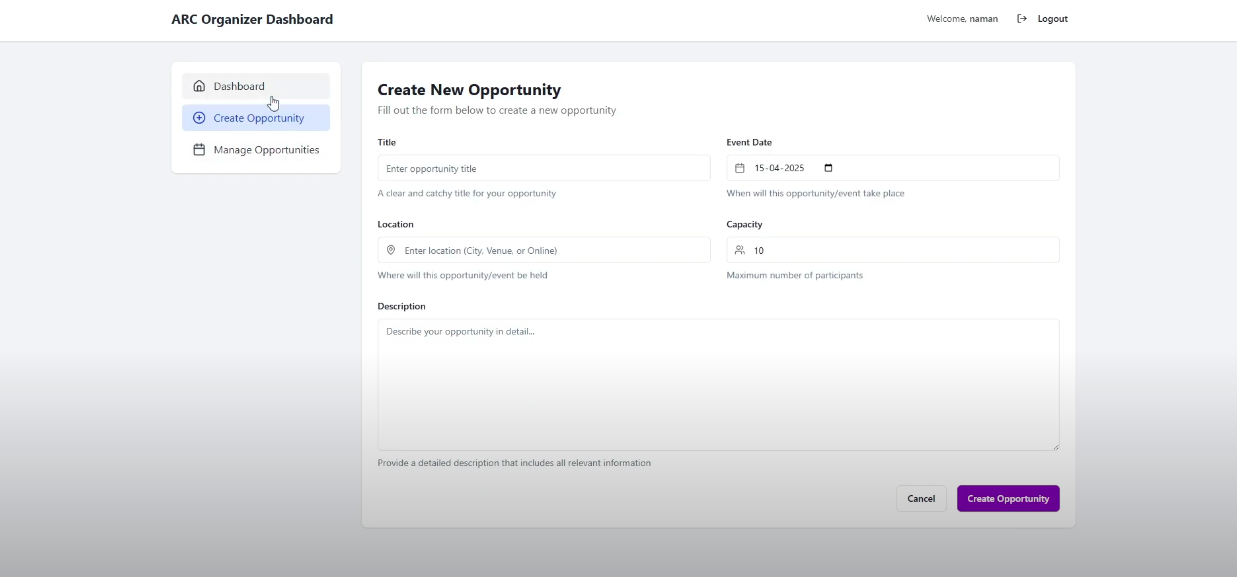 ARC Organizer Dashboard
Welcome, naman
Logout
Dashboard
Create Opportunity
Manage Opportunities
Create New Opportunity
Fill out the form below to create a new opportunity
Title
Enter opportunity title
A clear and catchy title for your opportunity
Event Date
15-04-2025
When will this opportunity/event take place
Location
Enter location (City, Venue, or Online)
Where will this opportunity/event be held
Capacity
10
Maximum number of participants
Description
Describe your opportunity in detail...
Provide a detailed description that includes all relevant information
Cancel
Create Opportunity